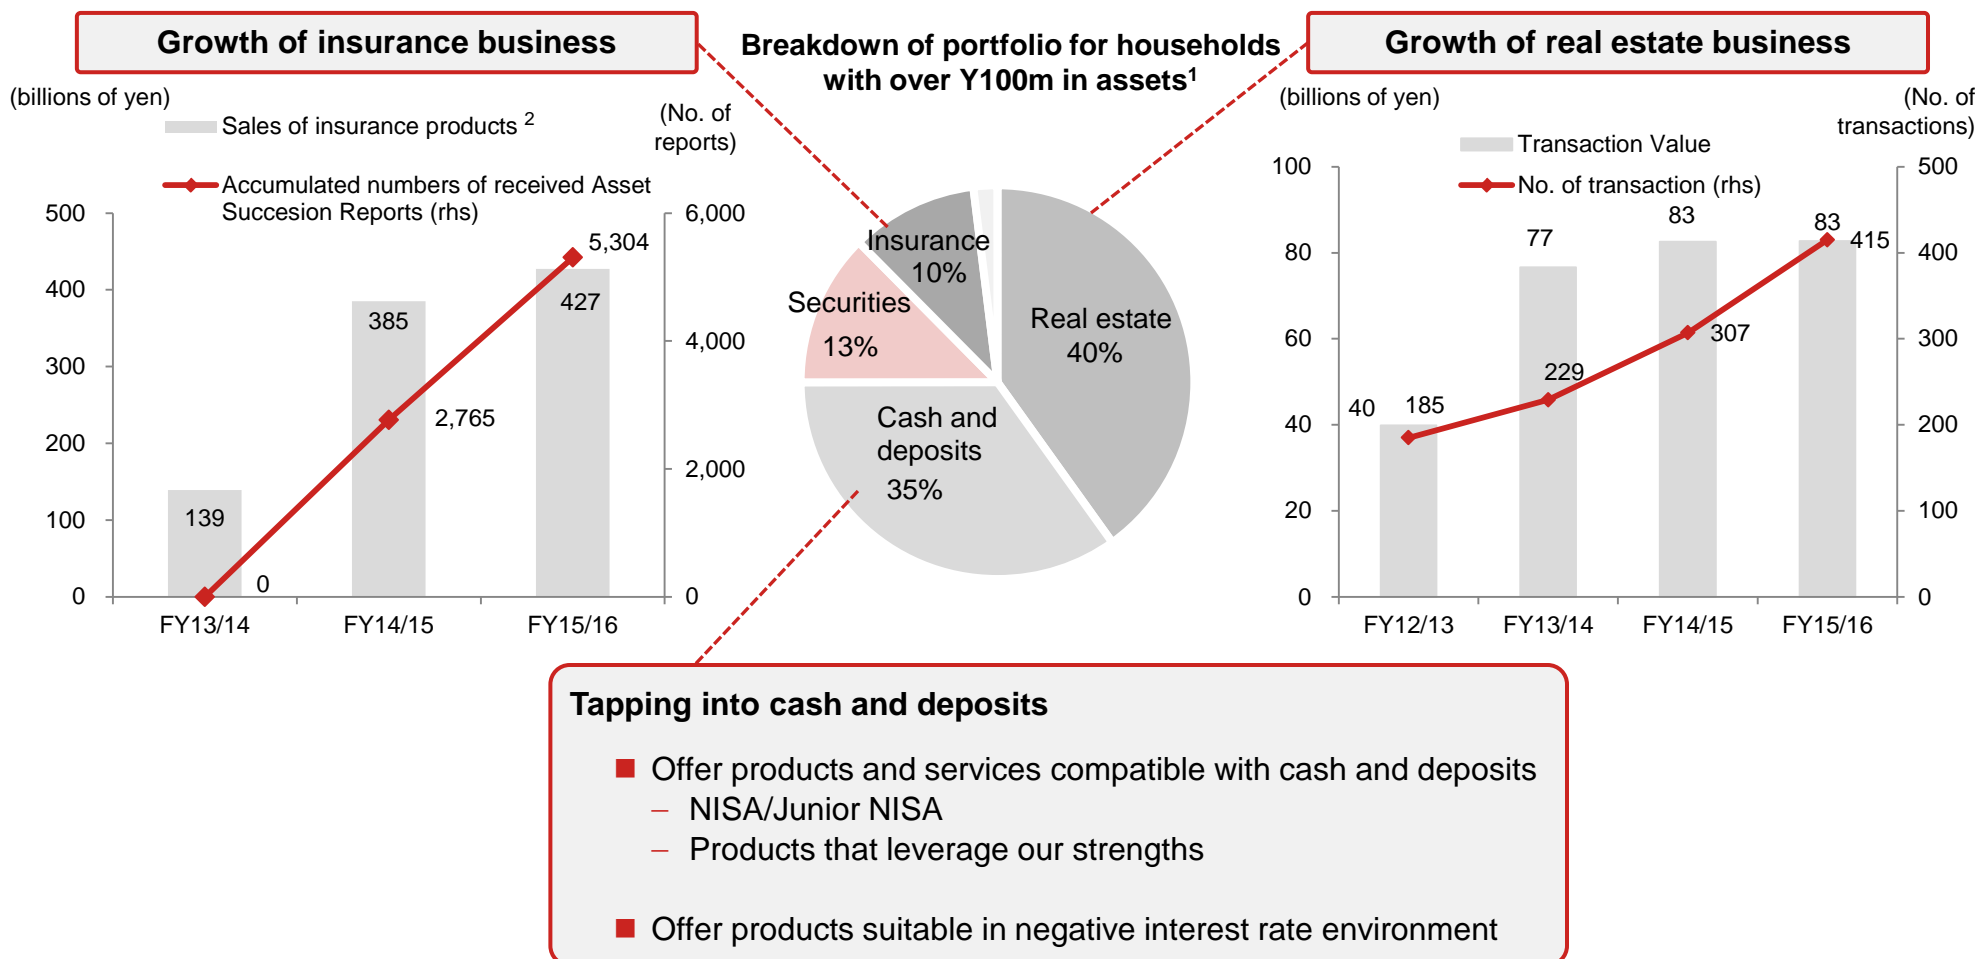 Growth of insurance business
(billions of yen)
Sales of insurance products 2
(No. of
reports)
Accumulated numbers of received Asset
Succesion Reports (rhs)
500
400
300
200
100
0
6,000
4,000
2,000
0
139
385
427
0
2,765
5,304
FY13/14
FY14/15
FY15/16
Breakdown of portfolio for households
with over Y100m in assets1
Insurance
10%
Securities
13%
Real estate
40%
Cash and
deposits
35%
Growth of real estate business
(billions of yen)
(No. of
transactions)
Transaction Value
No. of transaction (rhs)
100
80
60
40
20
0
500
400
300
200
100
0
40
77
83
83
185
229
307
415
FY12/13
FY13/14
FY14/15
FY15/16
Tapping into cash and deposits
■ Offer products and services compatible with cash and deposits
– NISA/Junior NISA
– Products that leverage our strengths
■ Offer products suitable in negative interest rate environment